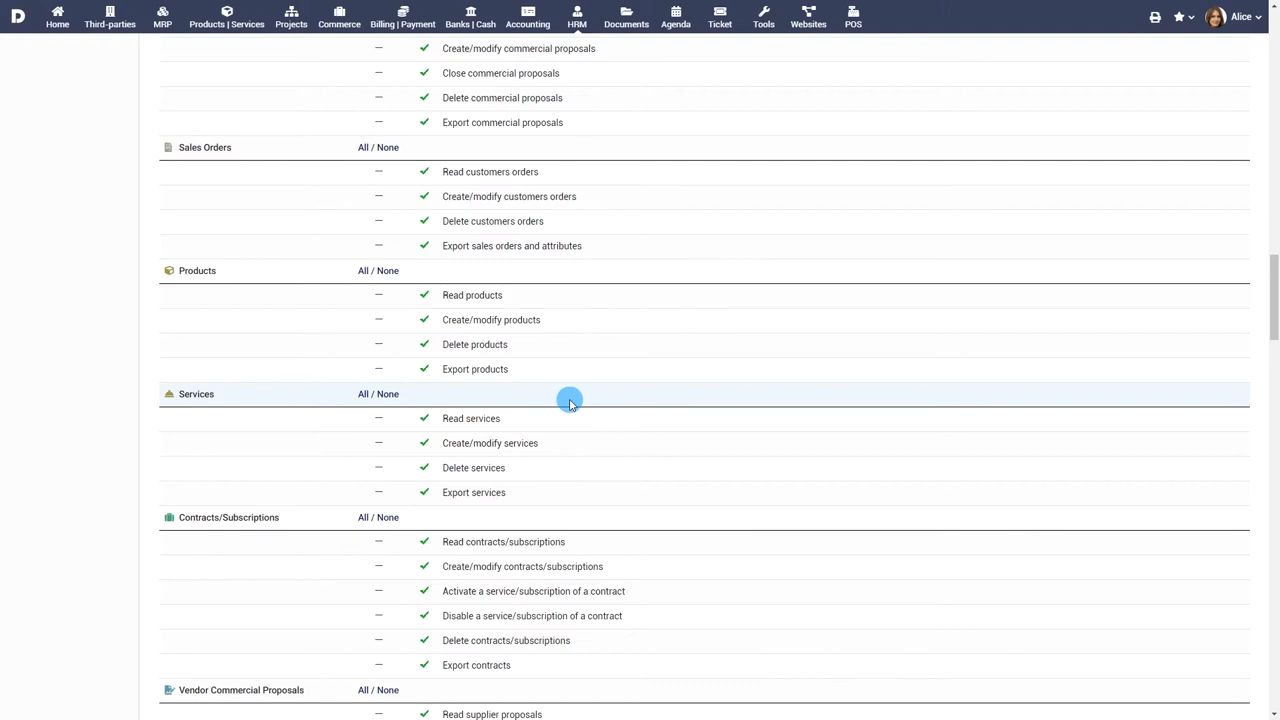 Home Third-parties MRP Products | Services Projects Commerce Billing | Payment Banks | Cash Accounting HRM Documents Agenda Ticket Tools Websites POS Alice
Create/modify commercial proposals
Close commercial proposals
Delete commercial proposals
Export commercial proposals
Sales Orders All / None
Read customers orders
Create/modify customers orders
Delete customers orders
Export sales orders and attributes
Products All / None
Read products
Create/modify products
Delete products
Export products
Services All / None
Read services
Create/modify services
Delete services
Export services
Contracts/Subscriptions All / None
Read contracts/subscriptions
Create/modify contracts/subscriptions
Activate a service/subscription of a contract
Disable a service/subscription of a contract
Delete contracts/subscriptions
Export contracts
Vendor Commercial Proposals All / None
Read supplier proposals